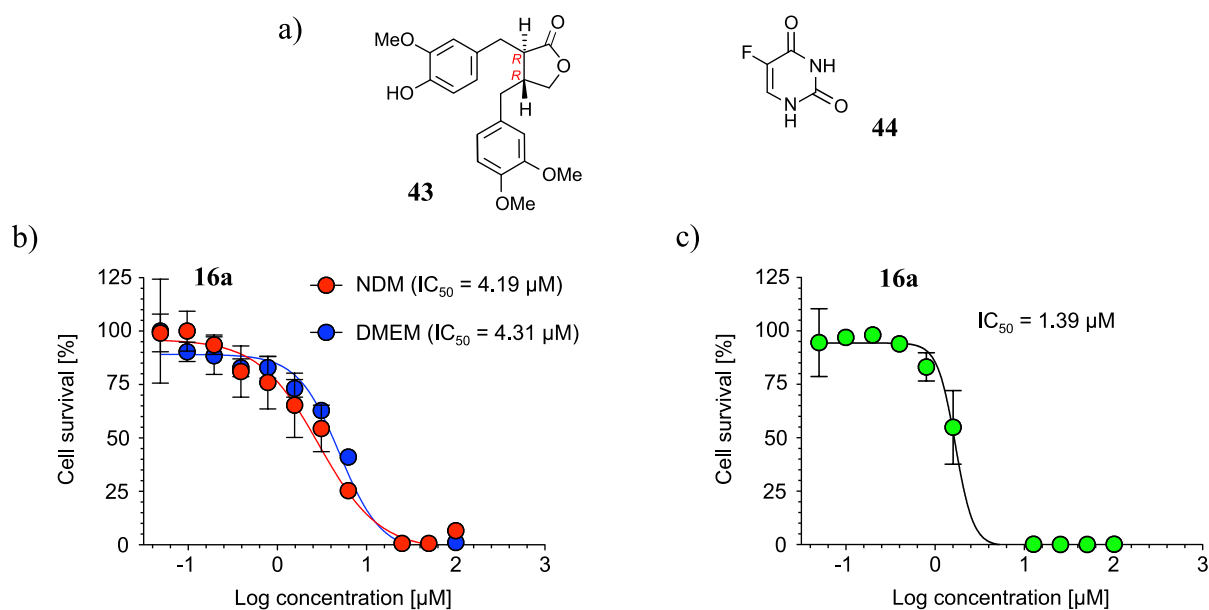 a)
H
O
MeO
R
O
R
HO
H
OMe
OMe
43
O
F
NH
N
H
O
44
b)
16a
NDM (IC₅₀ = 4.19 µM)
DMEM (IC₅₀ = 4.31 µM)
Cell survival [%]
125
100
75
50
25
0
-1 0 1 2 3
Log concentration [µM]
c)
16a
IC₅₀ = 1.39 µM
Cell survival [%]
125
100
75
50
25
0
-1 0 1 2 3
Log concentration [µM]